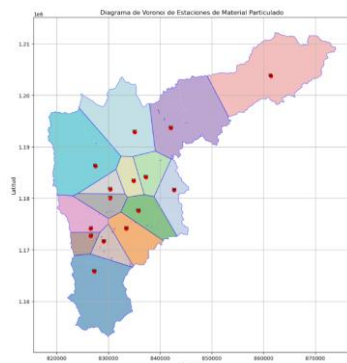 Diagrama de Voronoi de Estaciones de Material Particulado
1e6
1.21
1.20
1.19
1.18
1.17
1.16
Latitud
820000 830000 840000 850000 860000 870000